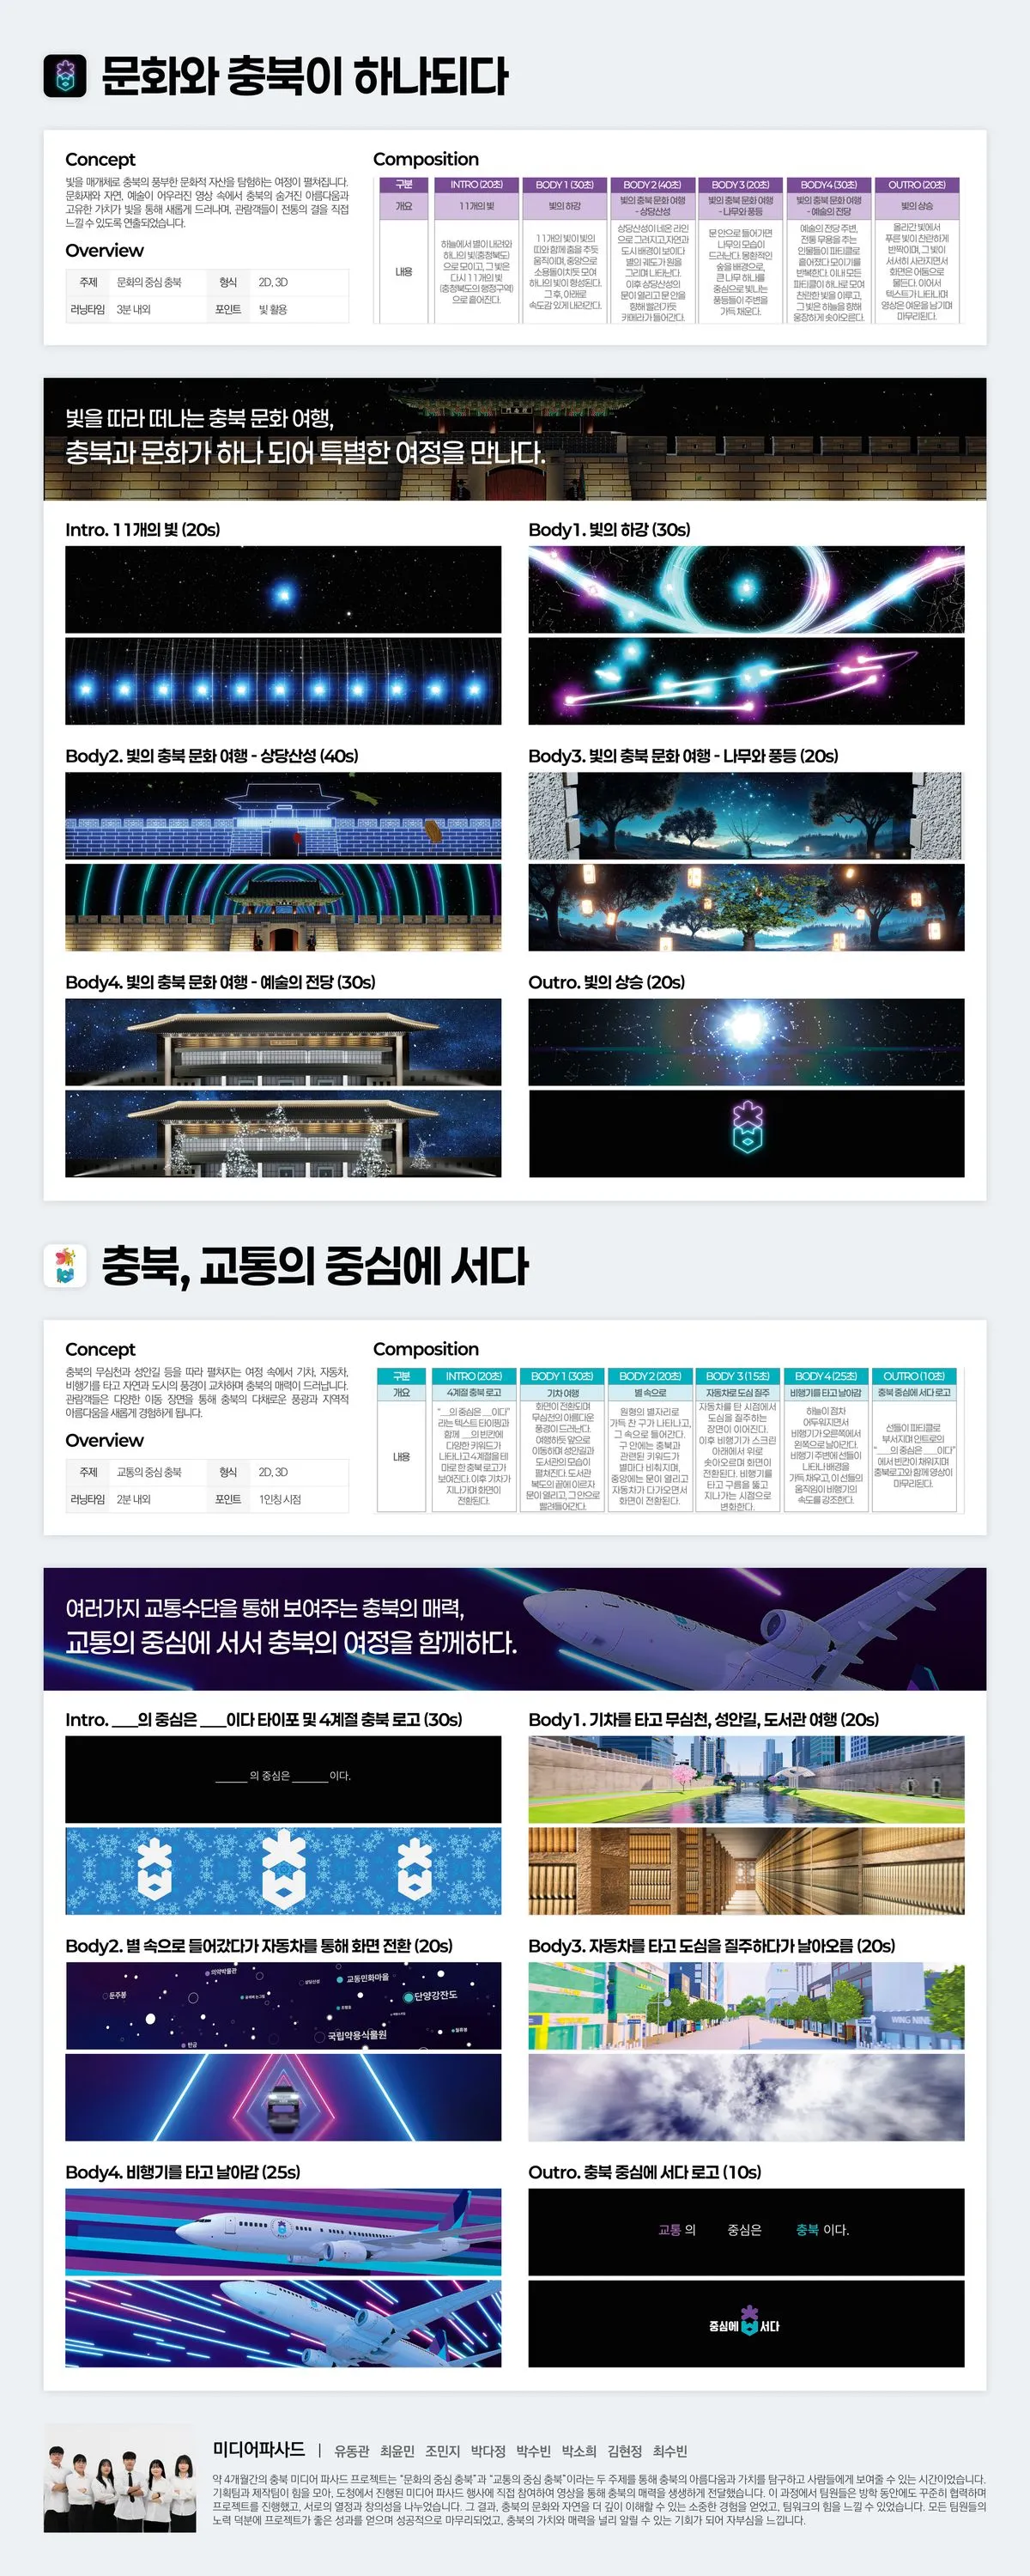 문화와 충북이 하나되다
Concept
빛을 매개체로 충북의 풍부한 문화적 자산을 탐험하는 여정이 펼쳐집니다.
문화재와 자연, 예술이 어우러진 영상 속에서 충북의 숨겨진 아름다움과
고유한 가치가 빛을 통해 새롭게 드러나며, 관람객들이 전통의 결을 직접
느낄 수 있도록 연출되었습니다.
Overview
주제 문화의 중심 충북 형식 2D, 3D
러닝타임 3분 내외 포인트 빛 활용
Composition
구분 INTRO (20초) BODY 1 (30초) BODY 2 (40초) BODY 3 (20초) BODY4 (30초) OUTRO (20초)
개요
11개의 빛
빛의 하강
빛의 충북 문화 여행
- 상당산성
빛의 충북 문화 여행
- 나무와 풍등
빛의 충북 문화 여행
- 예술의 전당
빛의 상승
내용
하늘에서 별이 내려와
하나의 빛(충청북도)
으로 모이고, 그 빛은
다시 11개의 빛
(충청북도의 행정구역)
으로 흩어진다.
11개의 빛이 빛의
띠와 함께 춤을 추듯
움직이며, 중앙으로
소용돌이치듯 모여
하나의 빛이 형성된다.
그 후, 아래로
속도감 있게 내려간다.
상당산성이 네온 라인
으로 그려지고,자연과
도시 배경이 보이다
별의 궤도가 원을
그리며 나타난다.
이후 상당산성의
문이 열리고 문 안을
향해 빨려가듯
카메라가 들어간다.
문 안으로 들어가면
나무의 모습이
드러난다. 몽환적인
숲을 배경으로,
큰 나무 하나를
중심으로 빛나는
풍등들이 주변을
가득 채운다.
예술의 전당 주변,
전통 무용을 추는
인물들이 파티클로
흩어졌다 모이기를
반복한다. 이내 모든
파티클이 하나로 모여
찬란한 빛을 이루고,
그 빛은 하늘을 향해
웅장하게 솟아오른다.
올라간 빛에서
푸른 빛이 찬란하게
반짝이며, 그 빛이
서서히 사라지면서
화면은 어둠으로
물든다. 이어서
텍스트가 나타나며
영상은 여운을 남기며
마무리된다.
빛을 따라 떠나는 충북 문화 여행,
충북과 문화가 하나 되어 특별한 여정을 만나다.
Intro. 11개의 빛 (20s)
Body1. 빛의 하강 (30s)
Body2. 빛의 충북 문화 여행 - 상당산성 (40s)
Body3. 빛의 충북 문화 여행 - 나무와 풍등 (20s)
Body4. 빛의 충북 문화 여행 - 예술의 전당 (30s)
Outro. 빛의 상승 (20s)
충북, 교통의 중심에 서다
Concept
충북의 무심천과 성안길 등을 따라 펼쳐지는 여정 속에서 기차, 자동차,
비행기를 타고 자연과 도시의 풍경이 교차하며 충북의 매력이 드러납니다.
관람객들은 다양한 이동 장면을 통해 충북의 다채로운 풍경과 지역적
아름다움을 새롭게 경험하게 됩니다.
Overview
주제 교통의 중심 충북 형식 2D, 3D
러닝타임 2분 내외 포인트 1인칭 시점
Composition
구분 INTRO (20초) BODY 1 (30초) BODY 2 (20초) BODY 3 (15초) BODY 4 (25초) OUTRO (10초)
개요 4계절 충북 로고 기차 여행 별 속으로 자동차로 도심 질주 비행기를 타고 날아감 충북 중심에 서다 로고
내용
"__의 중심은 __이다"
라는 텍스트 타이핑과
함께 __의 빈칸에
다양한 키워드가
나타나고 4계절을 테
마로 한 충북 로고가
보여진다. 이후 기차가
지나가며 화면이
전환된다.
화면이 전환되며
무심천의 아름다운
풍경이 드러난다.
여행하듯 앞으로
이동하며 성안길과
도서관의 모습이
펼쳐진다. 도서관
복도의 끝에 이르자
문이 열리고, 그 안으로
빨려들어간다.
원형의 별자리로
가득 찬 구가 나타나고,
그 속으로 들어간다.
구 안에는 충북과
관련된 키워드가
별마다 비춰지며,
중앙에는 문이 열리고
자동차가 다가오면서
화면이 전환된다.
자동차를 탄 시점에서
도심을 질주하는
장면이 이어진다.
이후 비행기가 스크린
아래에서 위로
솟아오르며 화면이
전환된다. 비행기를
타고 구름을 뚫고
지나가는 시점으로
변화한다.
하늘이 점차
어두워지면서
비행기가 오른쪽에서
왼쪽으로 날아간다.
비행기 주변에 선들이
나타나 배경을
가득 채우고, 이 선들의
움직임이 비행기의
속도를 강조한다.
선들이 파티클로
부서지며 인트로의
"__의 중심은 __이다"
에서 빈칸이 채워지며
충북로고와 함께 영상이
마무리된다.
여러가지 교통수단을 통해 보여주는 충북의 매력,
교통의 중심에 서서 충북의 여정을 함께하다.
Intro. ___의 중심은 ___이다 타이포 및 4계절 충북 로고 (30s)
Body1. 기차를 타고 무심천, 성안길, 도서관 여행 (20s)
______ 의 중심은 ______ 이다.
Body2. 별 속으로 들어갔다가 자동차를 통해 화면 전환 (20s)
Body3. 자동차를 타고 도심을 질주하다가 날아오름 (20s)
의약박물관
교동민화마을
둔주봉
단양강잔도
국립약용식물원
WING NINE
Body4. 비행기를 타고 날아감 (25s)
Outro. 충북 중심에 서다 로고 (10s)
교통 의 중심은 충북 이다.
중심에 서다
미디어파사드 | 유동관 최윤민 조민지 박다정 박수빈 박소희 김현정 최수빈
약 4개월간의 충북 미디어 파사드 프로젝트는 "문화의 중심 충북"과 "교통의 중심 충북"이라는 두 주제를 통해 충북의 아름다움과 가치를 탐구하고 사람들에게 보여줄 수 있는 시간이었습니다.
기획팀과 제작팀이 힘을 모아, 도청에서 진행된 미디어 파사드 행사에 직접 참여하여 영상을 통해 충북의 매력을 생생하게 전달했습니다. 이 과정에서 팀원들은 방학 동안에도 꾸준히 협력하며
프로젝트를 진행했고, 서로의 열정과 창의성을 나누었습니다. 그 결과, 충북의 문화와 자연을 더 깊이 이해할 수 있는 소중한 경험을 얻었고, 팀워크의 힘을 느낄 수 있었습니다. 모든 팀원들의
노력 덕분에 프로젝트가 좋은 성과를 얻으며 성공적으로 마무리되었고, 충북의 가치와 매력을 널리 알릴 수 있는 기회가 되어 자부심을 느낍니다.